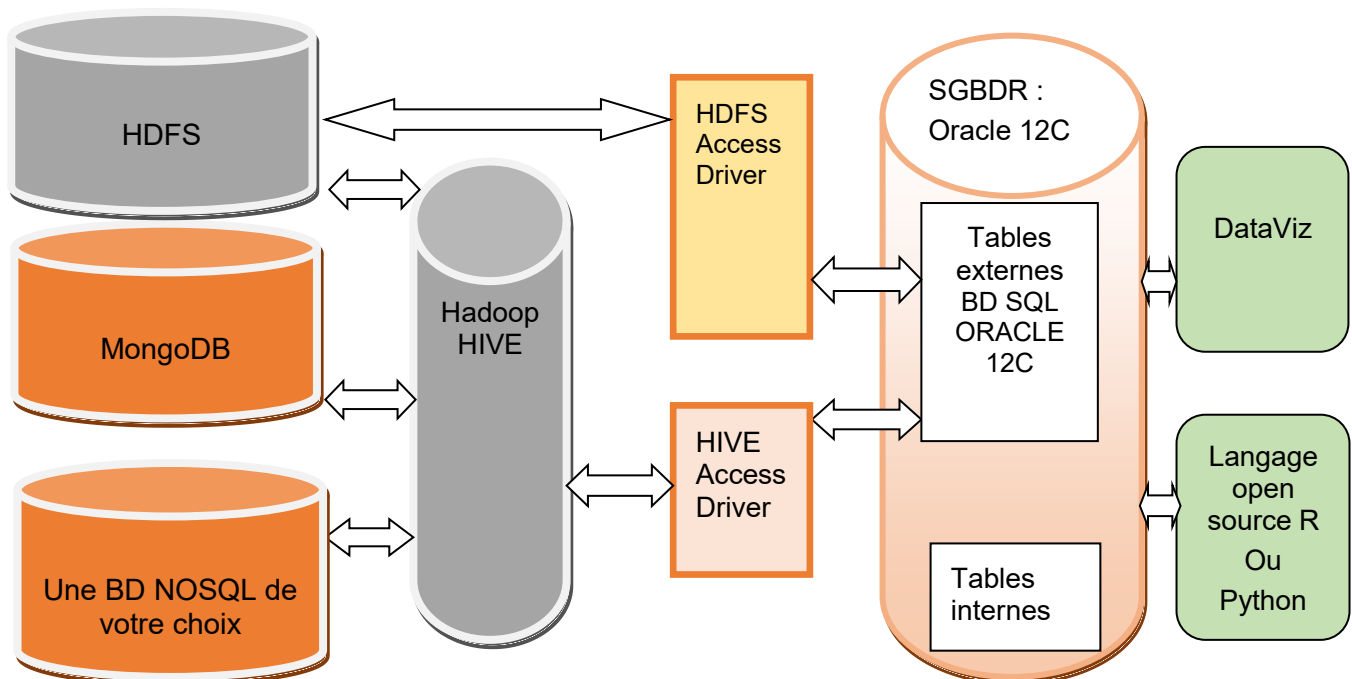 HDFS
MongoDB
Une BD NOSQL de
votre choix
Hadoop
HIVE
HDFS
Access
Driver
HIVE
Access
Driver
SGBDR :
Oracle 12C
Tables
externes
BD SQL
ORACLE
12C
Tables
internes
DataViz
Langage
open
source R
Ou
Python